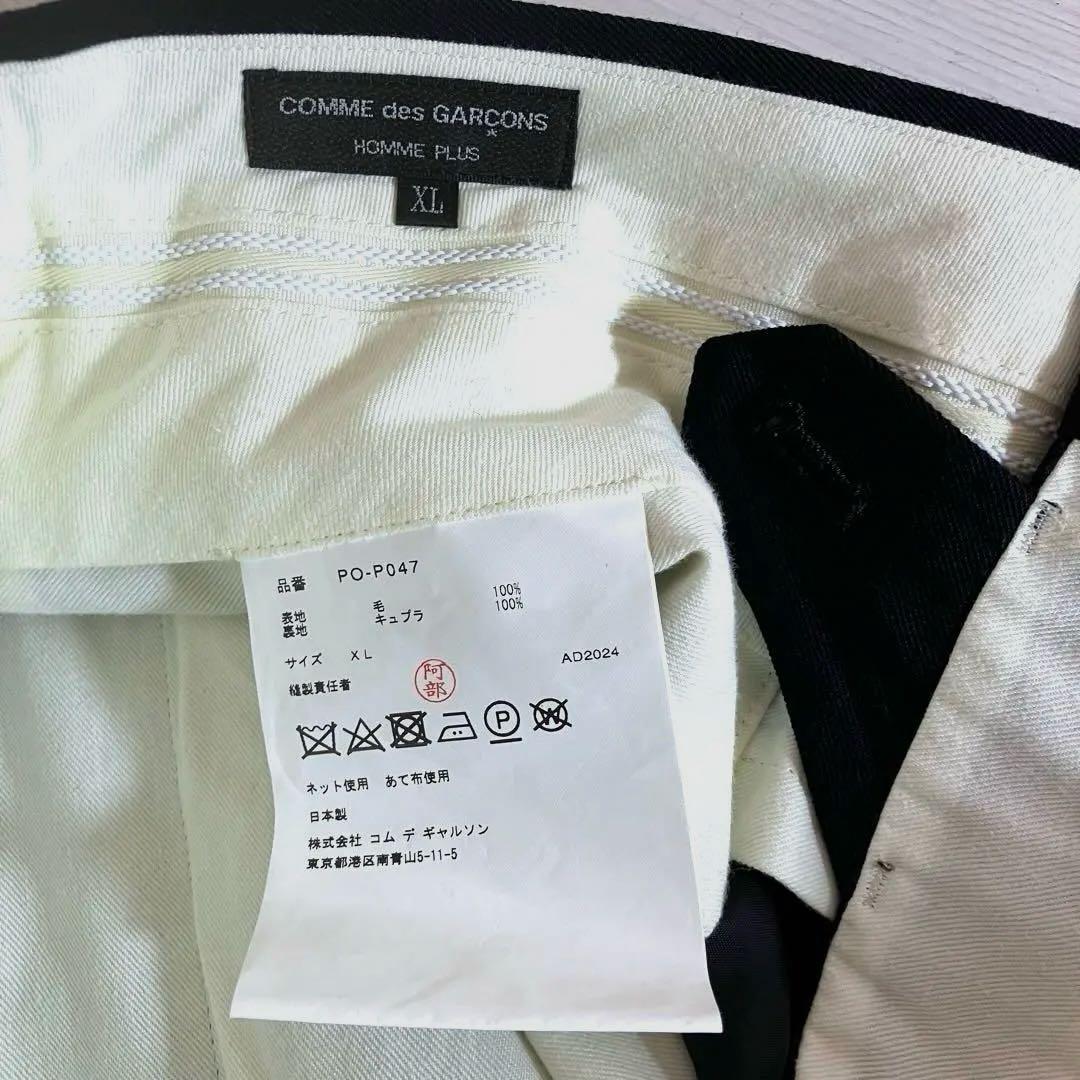 COMME des GARCONS
HOMME PLUS
XL
品番 PO-P047
表地 毛 100%
裏地 キュプラ 100%
サイズ XL AD2024
縫製責任者 阿部
P W
ネット使用 あて布使用
日本製
株式会社 コム デ ギャルソン
東京都港区南青山5-11-5